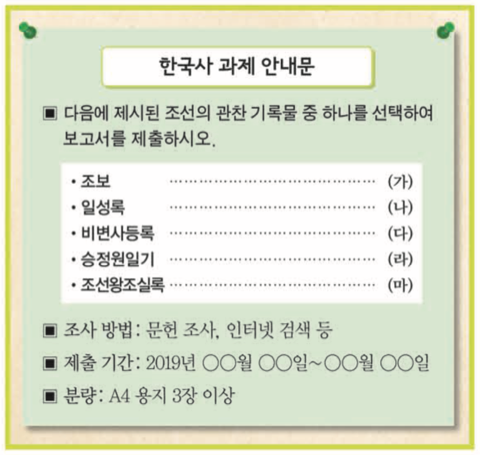 한국사 과제 안내문
▣ 다음에 제시된 조선의 관찬 기록물 중 하나를 선택하여
보고서를 제출하시오.
• 조보 ………………………………… (가)
• 일성록 ………………………………… (나)
• 비변사등록 ………………………………… (다)
• 승정원일기 ………………………………… (라)
• 조선왕조실록 ………………………………… (마)
▣ 조사 방법: 문헌 조사, 인터넷 검색 등
▣ 제출 기간: 2019년 ○○월 ○○일~○○월 ○○일
▣ 분량: A4 용지 3장 이상